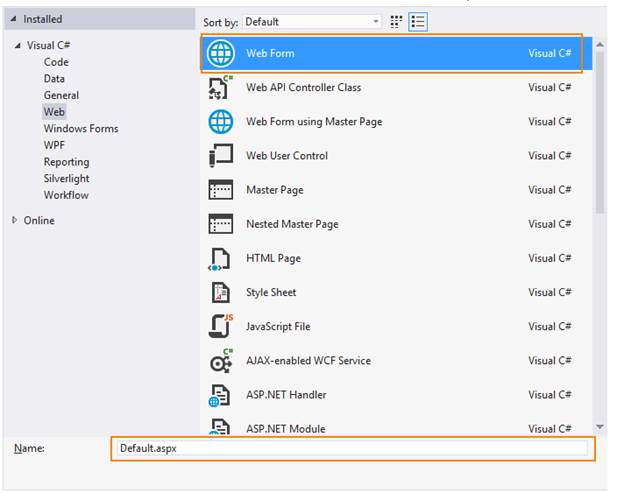 Installed
Sort by: Default
Visual C#
Code
Data
General
Web
Windows Forms
WPF
Reporting
Silverlight
Workflow
Online
Web Form Visual C#
C# Web API Controller Class Visual C#
Web Form using Master Page Visual C#
Web User Control Visual C#
Master Page Visual C#
Nested Master Page Visual C#
HTML Page Visual C#
Style Sheet Visual C#
JS JavaScript File Visual C#
C# AJAX-enabled WCF Service Visual C#
ASP.NET Handler Visual C#
ASP.NET Module Visual C#
Name: Default.aspx